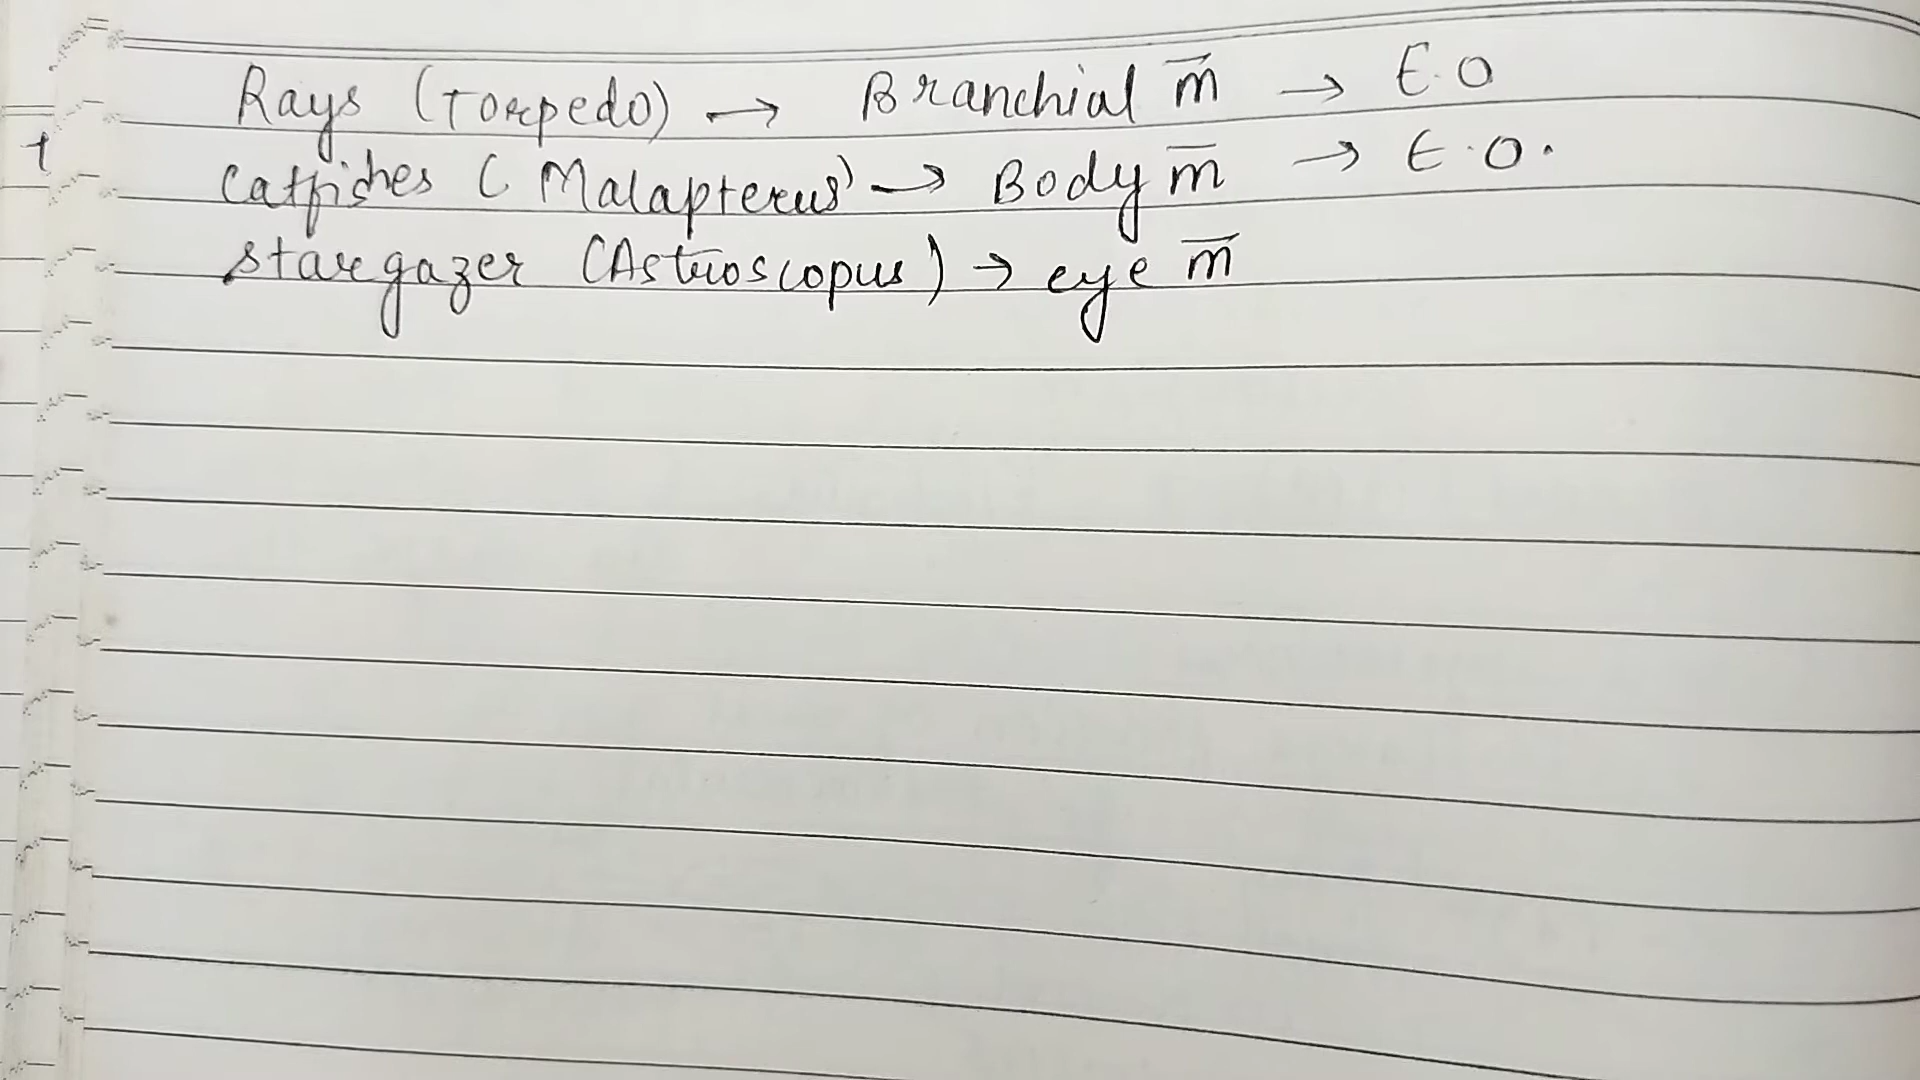 Rays (Torpedo) → Branchial m̅ → E.O
Catfishes (Malapterus) → Body m̅ → E.O.
stargazer (Astroscopus) → eye m̅